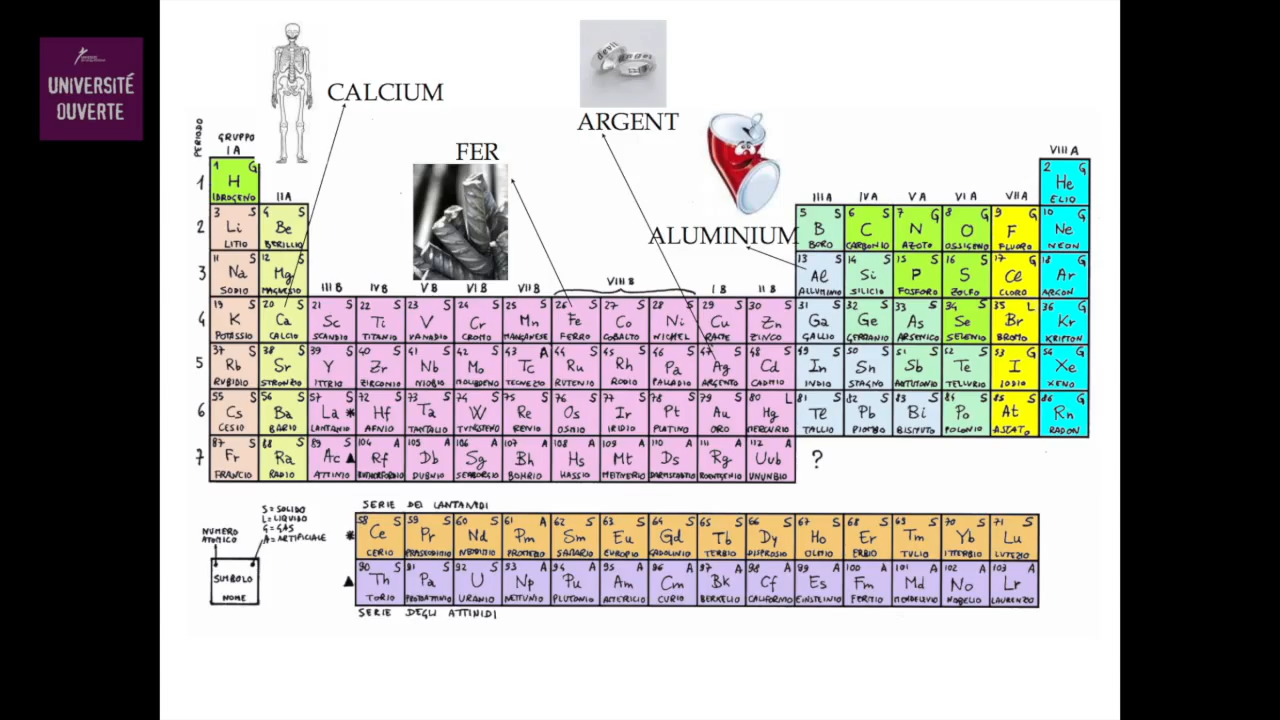 UNIVERSITÉ
OUVERTE
CALCIUM
ARGENT
FER
ALUMINIUM
PERIODO
GRUPPO
I A
II A
III B
IV B
V B
VI B
VII B
VIII B
I B
II B
III A
IV A
V A
VI A
VII A
VIII A
1
1 G H IDROGENO
2 G He ELIO
2
3 S Li LITIO
4 S Be BERILLIO
5 S B BORO
6 S C CARBONIO
7 G N AZOTO
8 G O OSSIGENO
9 G F FLUORO
10 G Ne NEON
3
11 S Na SODIO
12 S Mg MAGNESIO
13 S Al ALLUMINIO
14 S Si SILICIO
15 S P FOSFORO
16 S S ZOLFO
17 G Cl CLORO
18 G Ar ARGON
4
19 S K POTASSIO
20 S Ca CALCIO
21 S Sc SCANDIO
22 S Ti TITANIO
23 S V VANADIO
24 S Cr CROMO
25 S Mn MANGANESE
26 S Fe FERRO
27 S Co COBALTO
28 S Ni NICHEL
29 S Cu RAME
30 S Zn ZINCO
31 S Ga GALLIO
32 S Ge GERMANIO
33 S As ARSENICO
34 S Se SELENIO
35 L Br BROMO
36 G Kr KRIPTON
5
37 S Rb RUBIDIO
38 S Sr STRONZIO
39 S Y ITTRIO
40 S Zr ZIRCONIO
41 S Nb NIOBIO
42 S Mo MOLIBDENO
43 A Tc TECNEZIO
44 S Ru RUTENIO
45 S Rh RODIO
46 S Pa PALLADIO
47 S Ag ARGENTO
48 S Cd CADMIO
49 S In INDIO
50 S Sn STAGNO
51 S Sb ANTIMONIO
52 S Te TELLURIO
53 S I IODIO
54 G Xe XENO
6
55 S Cs CESIO
56 S Ba BARIO
57 S La * LANTANIO
72 S Hf AFNIO
73 S Ta TANTALIO
74 S W TUNGSTENO
75 S Re RENIO
76 S Os OSMIO
77 S Ir IRIDIO
78 S Pt PLATINO
79 S Au ORO
80 L Hg MERCURIO
81 S Tl TALLIO
82 S Pb PIOMBO
83 S Bi BISMUTO
84 S Po POLONIO
85 S At ASTATO
86 G Rn RADON
7
87 S Fr FRANCIO
88 S Ra RADIO
89 S Ac ▲ ATTINIO
104 A Rf RUTHERFORDIO
105 A Db DUBNIO
106 A Sg SEABORGIO
107 A Bh BOHRIO
108 A Hs HASSIO
109 A Mt MEITNERIO
110 A Ds DARMSTADTIO
111 A Rg ROENTGENIO
112 A Uub UNUNBIO
?
SERIE DEI LANTANIDI
*
58 S Ce CERIO
59 S Pr PRASEODIMIO
60 S Nd NEODIMIO
61 A Pm PROMEZIO
62 S Sm SAMARIO
63 S Eu EUROPIO
64 S Gd GADOLINIO
65 S Tb TERBIO
66 S Dy DISPROSIO
67 S Ho OLMIO
68 S Er ERBIO
69 S Tm TULIO
70 S Yb ITTERBIO
71 S Lu LUTEZIO
▲
90 S Th TORIO
91 S Pa PROTOATTINIO
92 S U URANIO
93 A Np NETTUNIO
94 A Pu PLUTONIO
95 A Am AMERICIO
96 A Cm CURIO
97 A Bk BERKELIO
98 A Cf CALIFORNIO
99 A Es EINSTEINIO
100 A Fm FERMIO
101 A Md MENDELEVIO
102 A No NOBELIO
103 A Lr LAURENZIO
SERIE DEGLI ATTINIDI
S = SOLIDO
L = LIQUIDO
G = GAS
A = ARTIFICIALE
NUMERO
ATOMICO
SIMBOLO
NOME